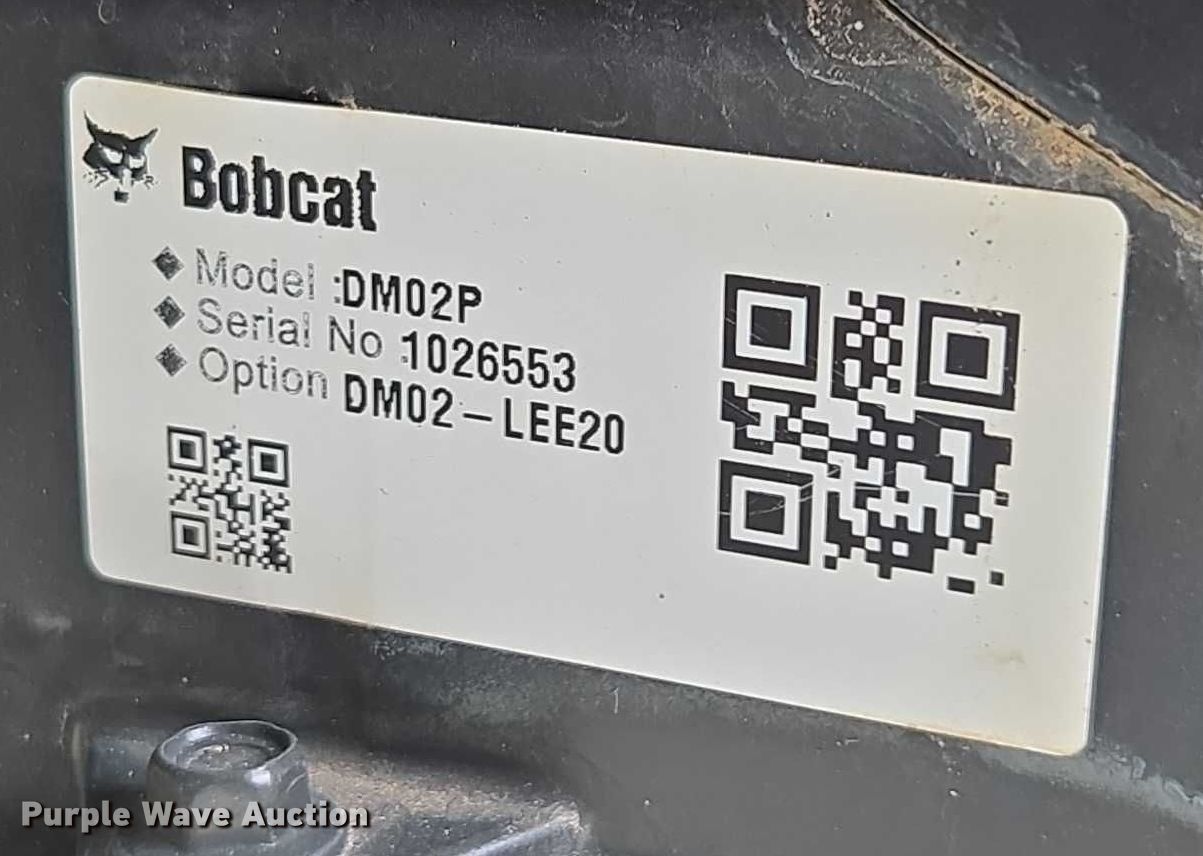 Bobcat
Model :DM02P
Serial No :1026553
Option DM02-LEE20
Purple Wave Auction